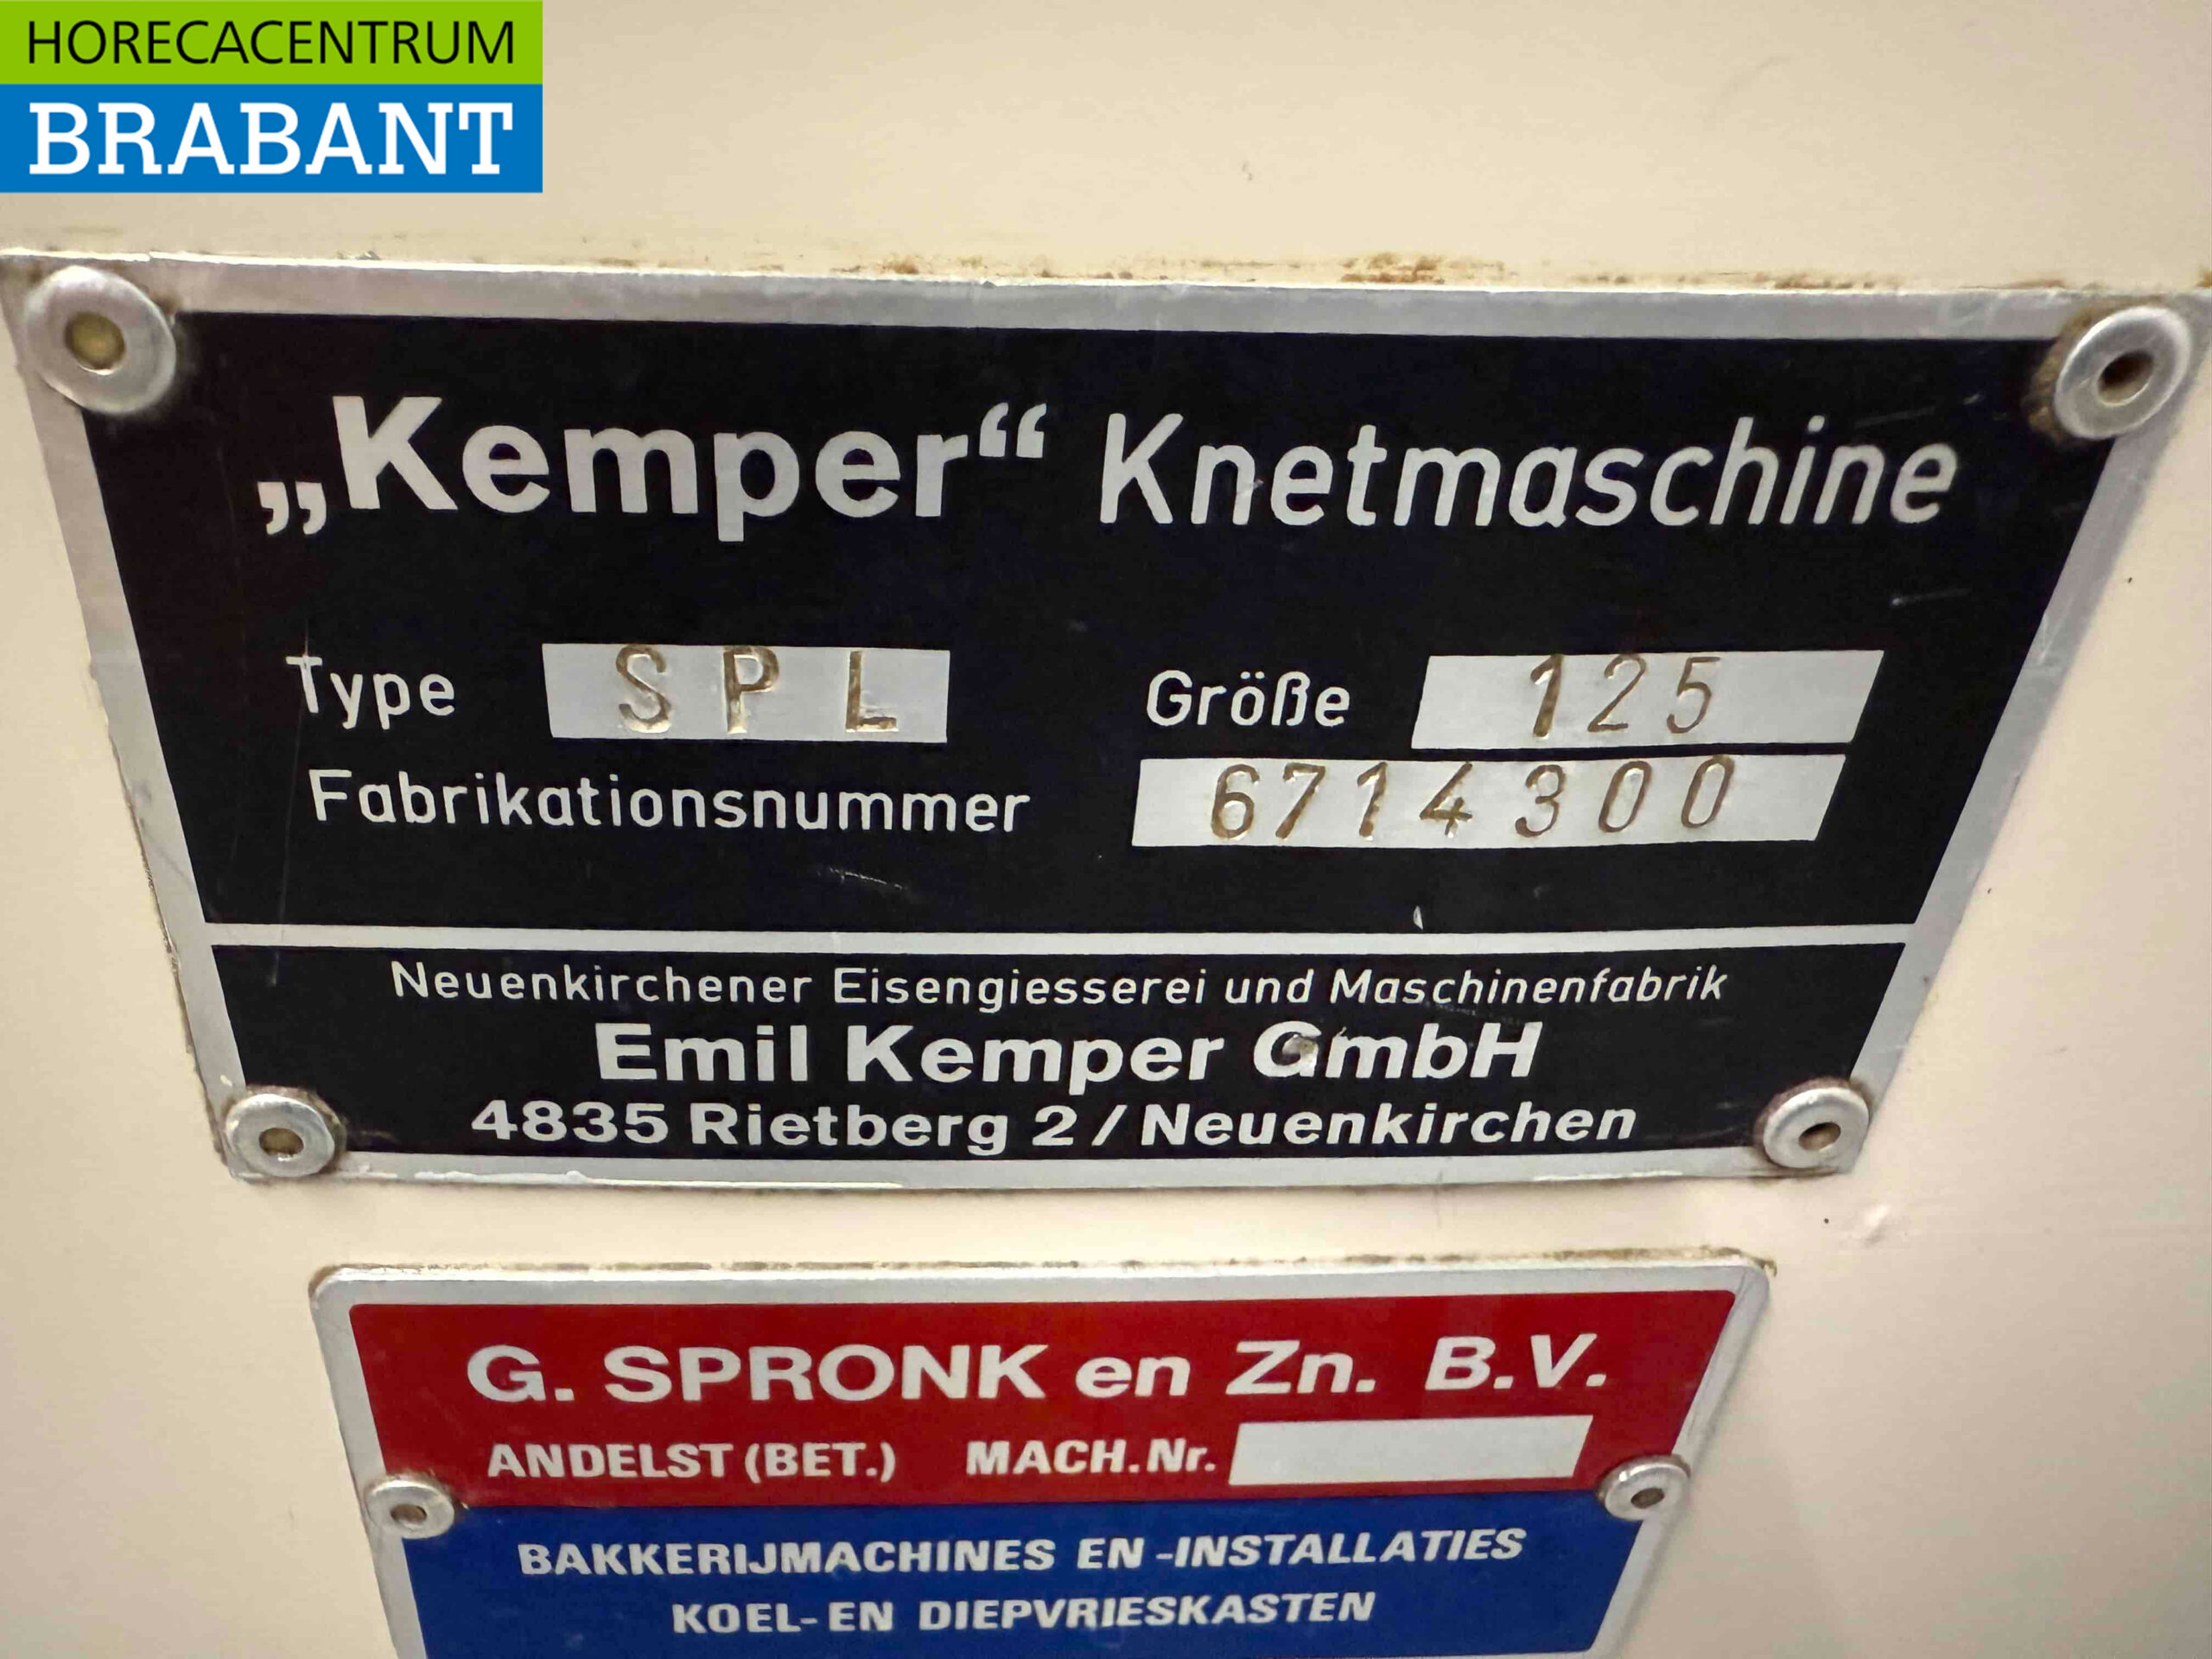 HORECACENTRUM
BRABANT
„Kemper“ Knetmaschine
Type SPL Größe 125
Fabrikationsnummer 6714300
Neuenkirchener Eisengiesserei und Maschinenfabrik
Emil Kemper GmbH
4835 Rietberg 2/Neuenkirchen
G. SPRONK en Zn. B.V.
ANDELST (BET.) MACH.Nr.
BAKKERIJMACHINES EN -INSTALLATIES
KOEL- EN DIEPVRIESKASTEN